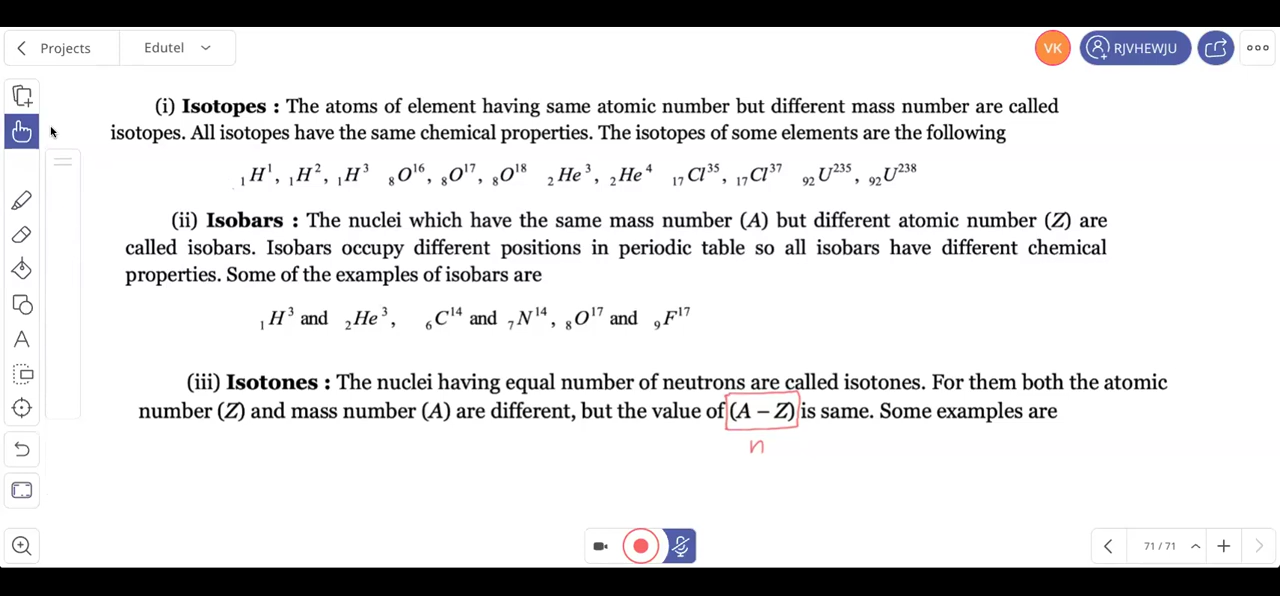 Projects
Edutel
VK
RJVHEWJU
(i) Isotopes : The atoms of element having same atomic number but different mass number are called
isotopes. All isotopes have the same chemical properties. The isotopes of some elements are the following
₁H¹, ₁H², ₁H³ ₈O¹⁶, ₈O¹⁷, ₈O¹⁸ ₂He³, ₂He⁴ ₁₇Cl³⁵, ₁₇Cl³⁷ ₉₂U²³⁵, ₉₂U²³⁸
(ii) Isobars : The nuclei which have the same mass number (A) but different atomic number (Z) are
called isobars. Isobars occupy different positions in periodic table so all isobars have different chemical
properties. Some of the examples of isobars are
₁H³ and ₂He³, ₆C¹⁴ and ₇N¹⁴, ₈O¹⁷ and ₉F¹⁷
(iii) Isotones : The nuclei having equal number of neutrons are called isotones. For them both the atomic
number (Z) and mass number (A) are different, but the value of (A – Z) is same. Some examples are
n
71 / 71